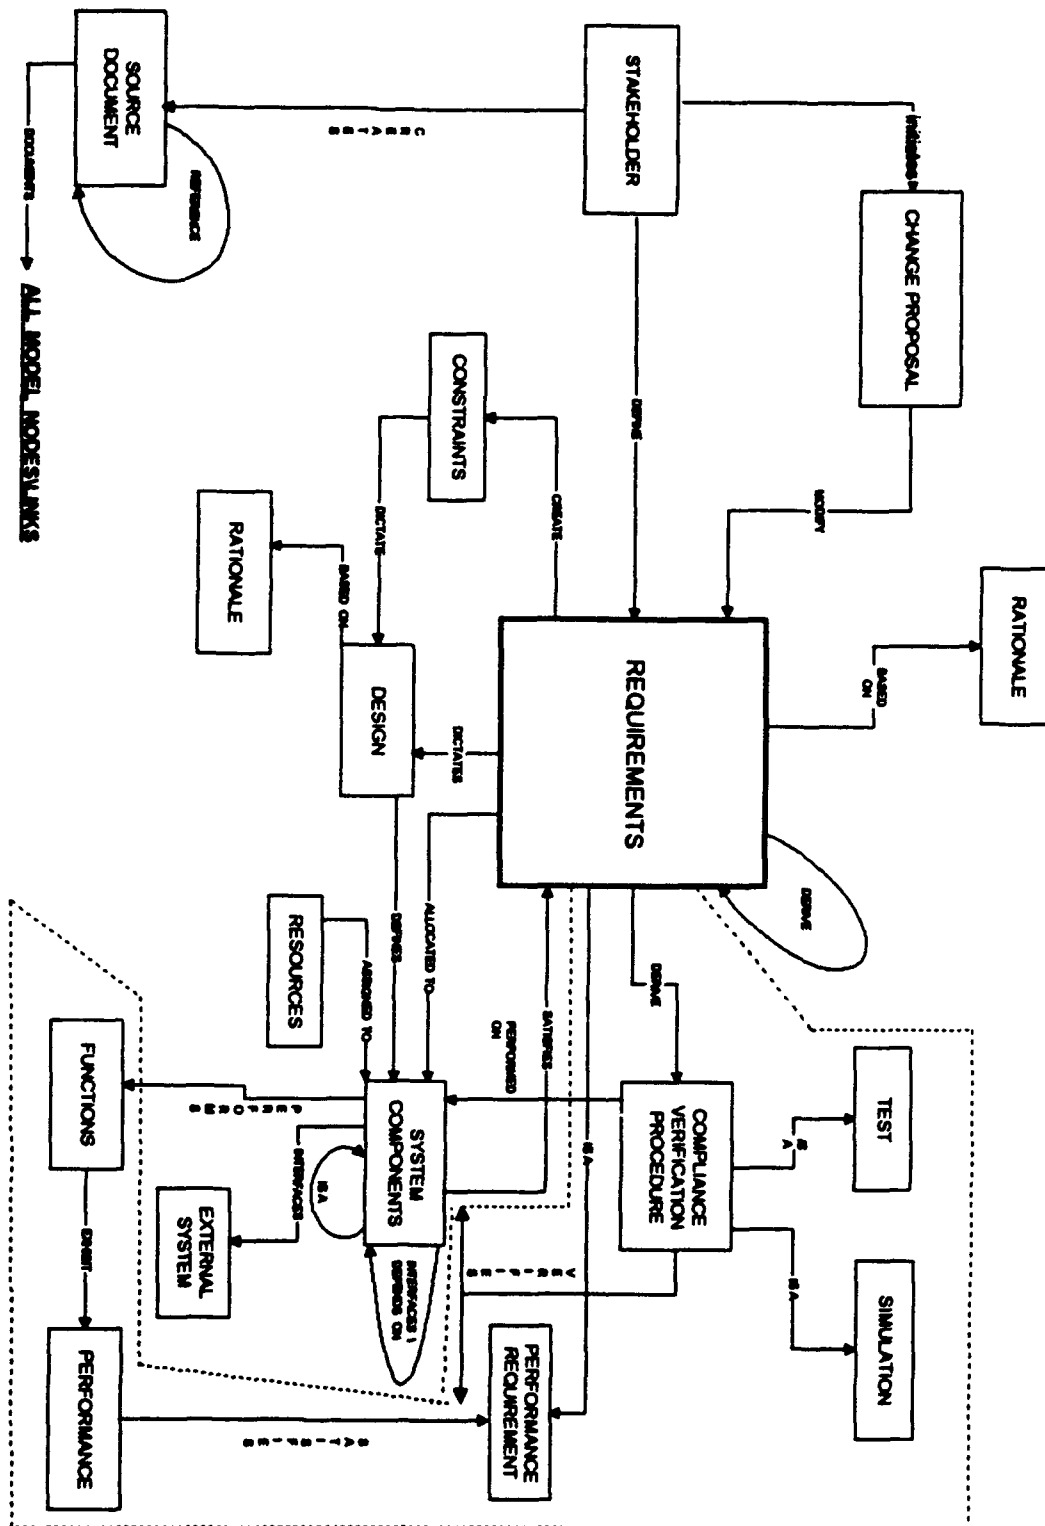 RATIONALE
initiates
CHANGE PROPOSAL
TEST
SIMULATION
BASED
ON
MODIFY
DERIVE
IS
A
IS A
STAKEHOLDER
DEFINE
REQUIREMENTS
DERIVE
COMPLIANCE
VERIFICATION
PROCEDURE
CREATE
SATISFIES
IS A
PERFORMED
ON
VERIFIES
PERFORMANCE
REQUIREMENT
CONSTRAINTS
DICTATES
ALLOCATED TO
SYSTEM
COMPONENTS
INTERFACES \
DEPENDS ON
DICTATE
DESIGN
DEFINES
ASSIGNED TO
IS A
CREATES
BASED ON
RATIONALE
RESOURCES
INTERFACES
EXTERNAL
SYSTEM
PERFORMS
SATISFIES
REFERENCE
SOURCE
DOCUMENT
FUNCTIONS
EXHIBIT
PERFORMANCE
DOCUMENTS
ALL MODEL NODES\LINKS